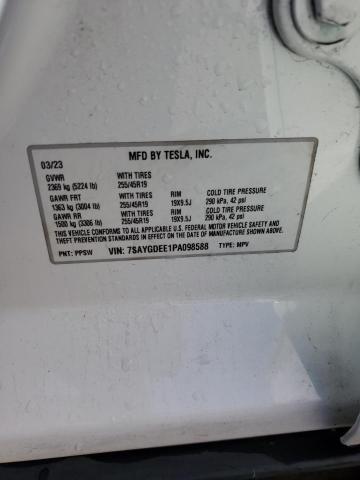 MFD BY TESLA, INC.
03/23
GVWR WITH TIRES
2369 kg (5224 lb) 255/45R19
GAWR FRT WITH TIRES RIM COLD TIRE PRESSURE
1363 kg (3004 lb) 255/45R19 19X9.5J 290 kPa, 42 psi
GAWR RR WITH TIRES RIM COLD TIRE PRESSURE
1500 kg (3306 lb) 255/45R19 19X9.5J 290 kPa, 42 psi
THIS VEHICLE CONFORMS TO ALL APPLICABLE U.S. FEDERAL MOTOR VEHICLE SAFETY AND
THEFT PREVENTION STANDARDS IN EFFECT ON THE DATE OF MANUFACTURE SHOWN ABOVE.
PNT: PPSW VIN: 7SAYGDEE1PA098588 TYPE: MPV